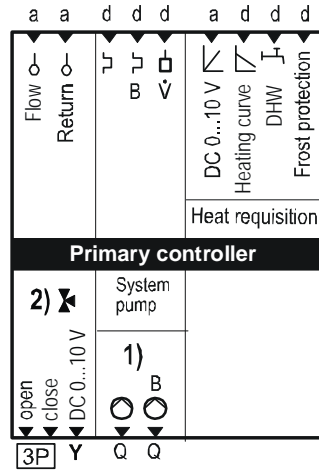 a a d d d a d d d
Flow
Return
B V̇
DC 0...10 V
Heating curve
DHW
Frost protection
Heat requisition
Primary controller
2)
System
pump
1)
B
open
close
DC 0...10 V
3P Y Q Q